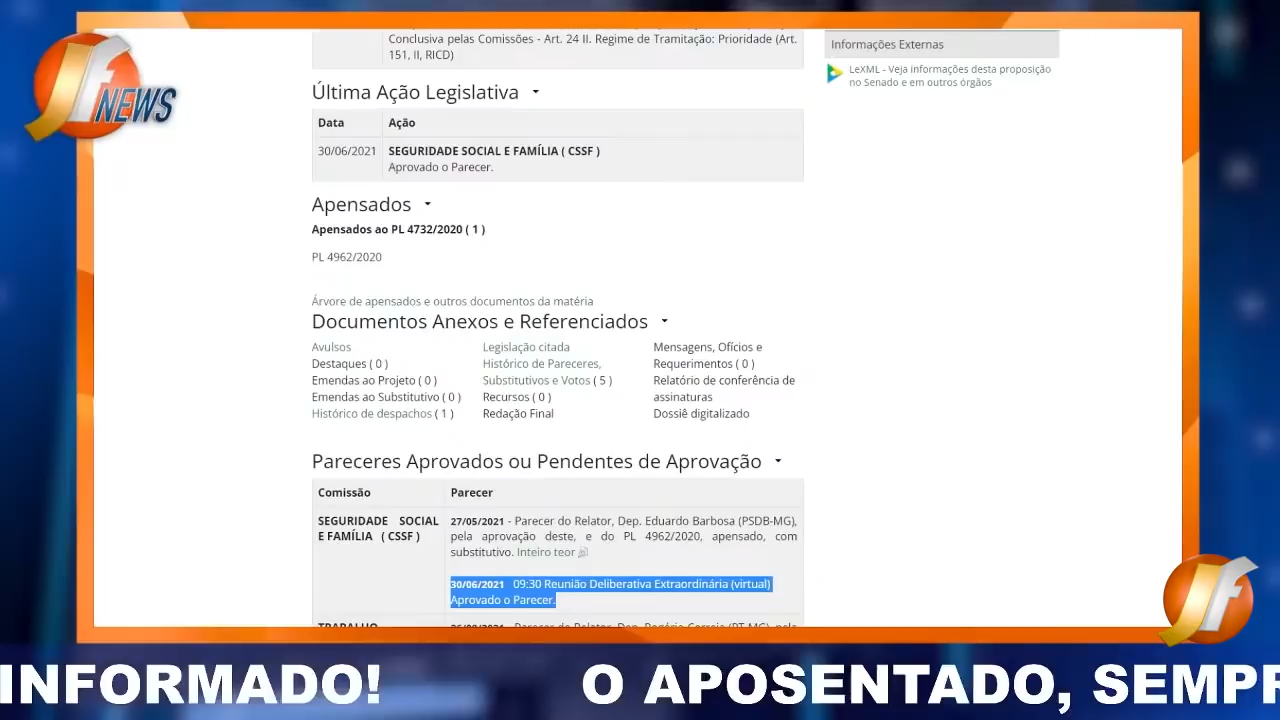 Conclusiva pelas Comissões - Art. 24 II. Regime de Tramitação: Prioridade (Art.
151, II, RICD)
Informações Externas
LeXML - Veja informações desta proposição
no Senado e em outros órgãos
Jf NEWS
Última Ação Legislativa
Data Ação
30/06/2021 SEGURIDADE SOCIAL E FAMÍLIA ( CSSF )
Aprovado o Parecer.
Apensados
Apensados ao PL 4732/2020 ( 1 )
PL 4962/2020
Árvore de apensados e outros documentos da matéria
Documentos Anexos e Referenciados
Avulsos
Destaques ( 0 )
Emendas ao Projeto ( 0 )
Emendas ao Substitutivo ( 0 )
Histórico de despachos ( 1 )
Legislação citada
Histórico de Pareceres,
Substitutivos e Votos ( 5 )
Recursos ( 0 )
Redação Final
Mensagens, Ofícios e
Requerimentos ( 0 )
Relatório de conferência de
assinaturas
Dossiê digitalizado
Pareceres Aprovados ou Pendentes de Aprovação
Comissão Parecer
SEGURIDADE SOCIAL
E FAMÍLIA ( CSSF )
27/05/2021 - Parecer do Relator, Dep. Eduardo Barbosa (PSDB-MG),
pela aprovação deste, e do PL 4962/2020, apensado, com
substitutivo. Inteiro teor
30/06/2021 09:30 Reunião Deliberativa Extraordinária (virtual)
Aprovado o Parecer.
Jf
INFORMADO! O APOSENTADO, SEMPR